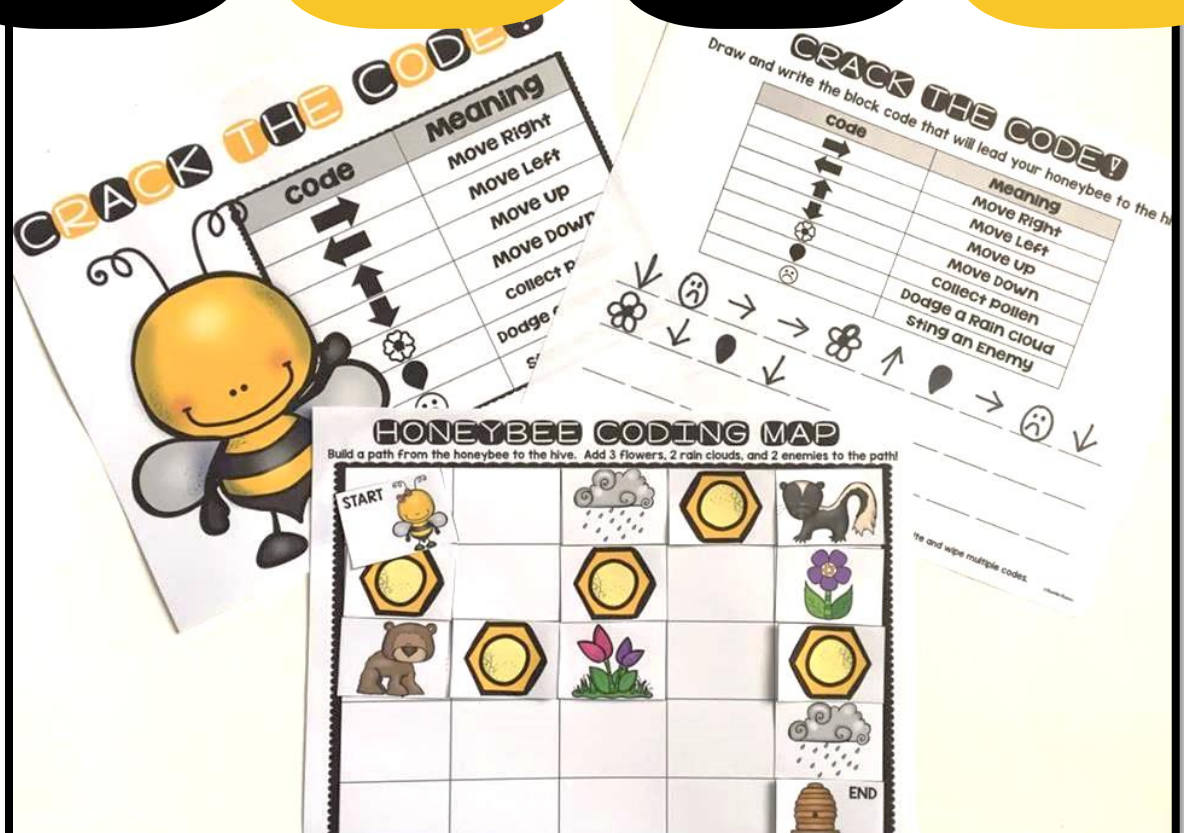 CRACK THE CODE!
Code Meaning
Move Right
Move Left
Move Up
Move Down
Collect
Dodge
CRACK THE CODE!
Draw and write the block code that will lead your honeybee to the
Code Meaning
Move Right
Move Left
Move Up
Move Down
Collect Pollen
Dodge a Rain Cloud
Sting an Enemy
and wipe multiple codes.
HONEYBEE CODING MAP
Build a path from the honeybee to the hive. Add 3 flowers, 2 rain clouds, and 2 enemies to the path!
START
END